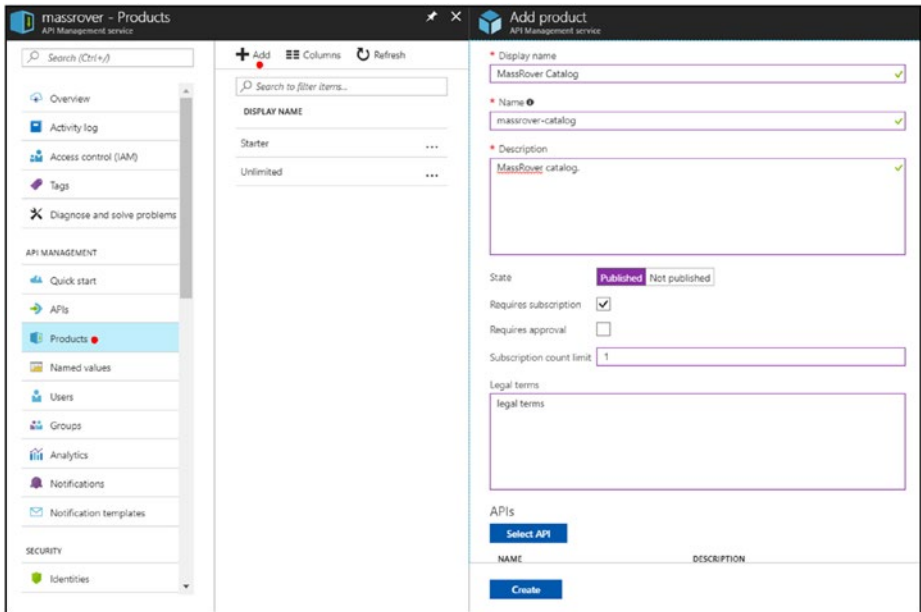 massrover - Products
API Management service
Search (Ctrl+/)
Overview
Activity log
Access control (IAM)
Tags
Diagnose and solve problems
API MANAGEMENT
Quick start
APIs
Products
Named values
Users
Groups
Analytics
Notifications
Notification templates
SECURITY
Identities
Add Columns Refresh
Search to filter items...
DISPLAY NAME
Starter ...
Unlimited ...
Add product
API Management service
* Display name
MassRover Catalog
* Name
massrover-catalog
* Description
MassRover catalog.
State Published Not published
Requires subscription
Requires approval
Subscription count limit 1
Legal terms
legal terms
APIs
Select API
NAME DESCRIPTION
Create